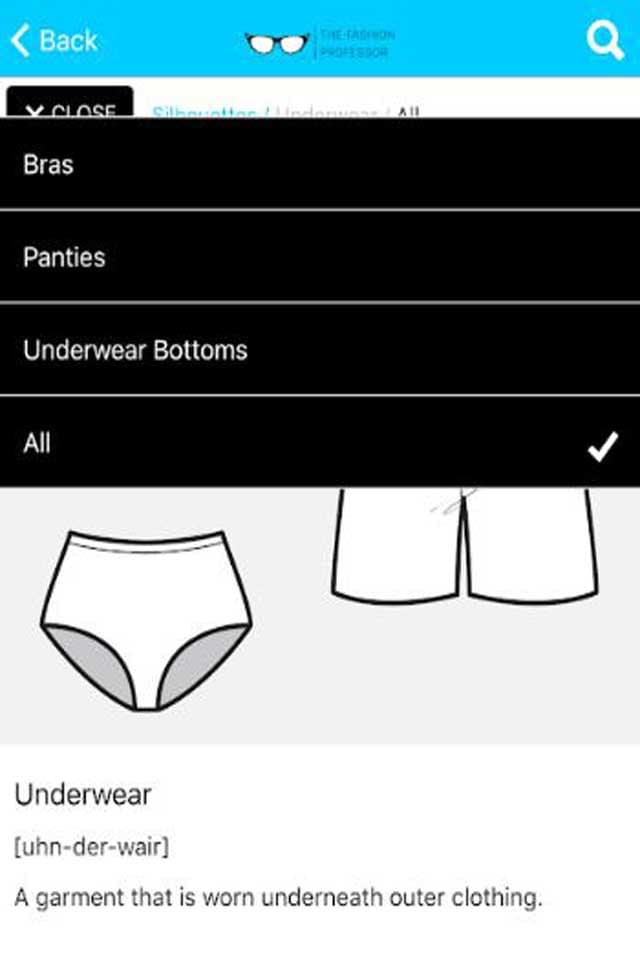 Back
THE FASHION
PROFESSOR
CLOSE Silhouettes / Underwear / All
Bras
Panties
Underwear Bottoms
All
Underwear
[uhn-der-wair]
A garment that is worn underneath outer clothing.